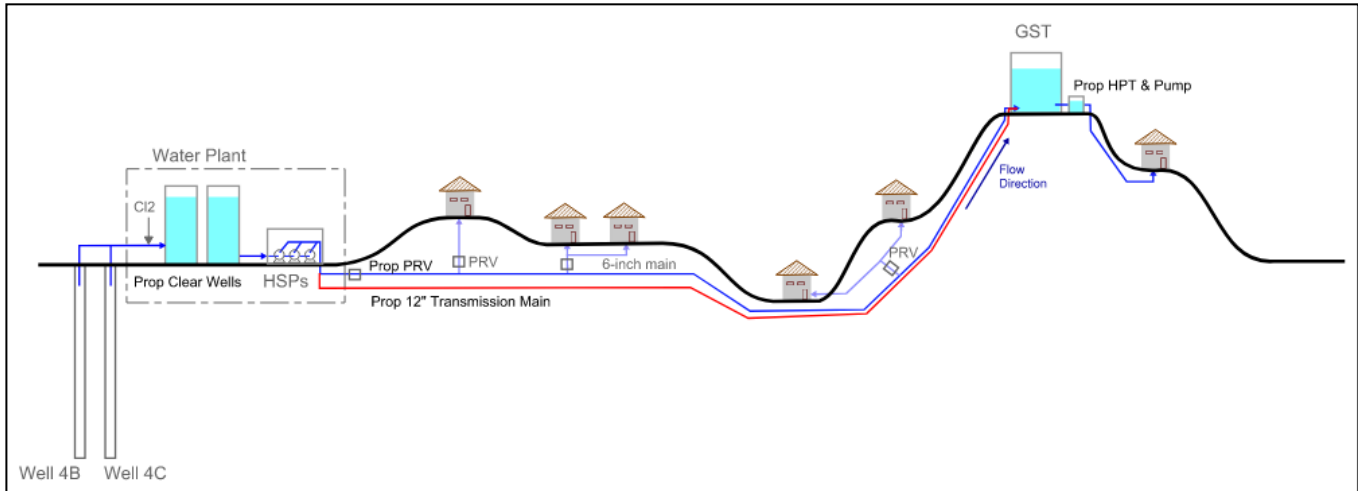 GST
Prop HPT & Pump
Water Plant
Cl2
Flow
Direction
PRV
Prop PRV
PRV
6-inch main
Prop Clear Wells
HSPs
Prop 12" Transmission Main
Well 4B
Well 4C